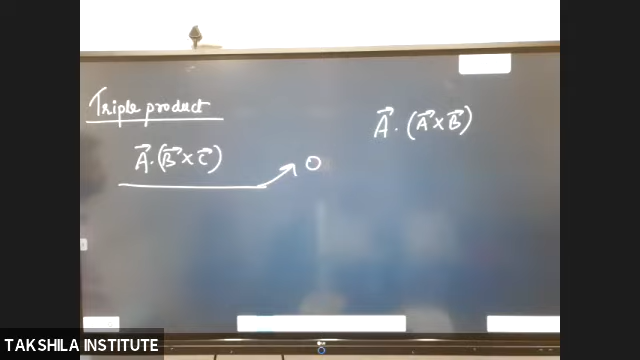 Triple product
A⃗ · (B⃗ × C⃗) → 0
A⃗ · (A⃗ × B⃗)
TAKSHILA INSTITUTE